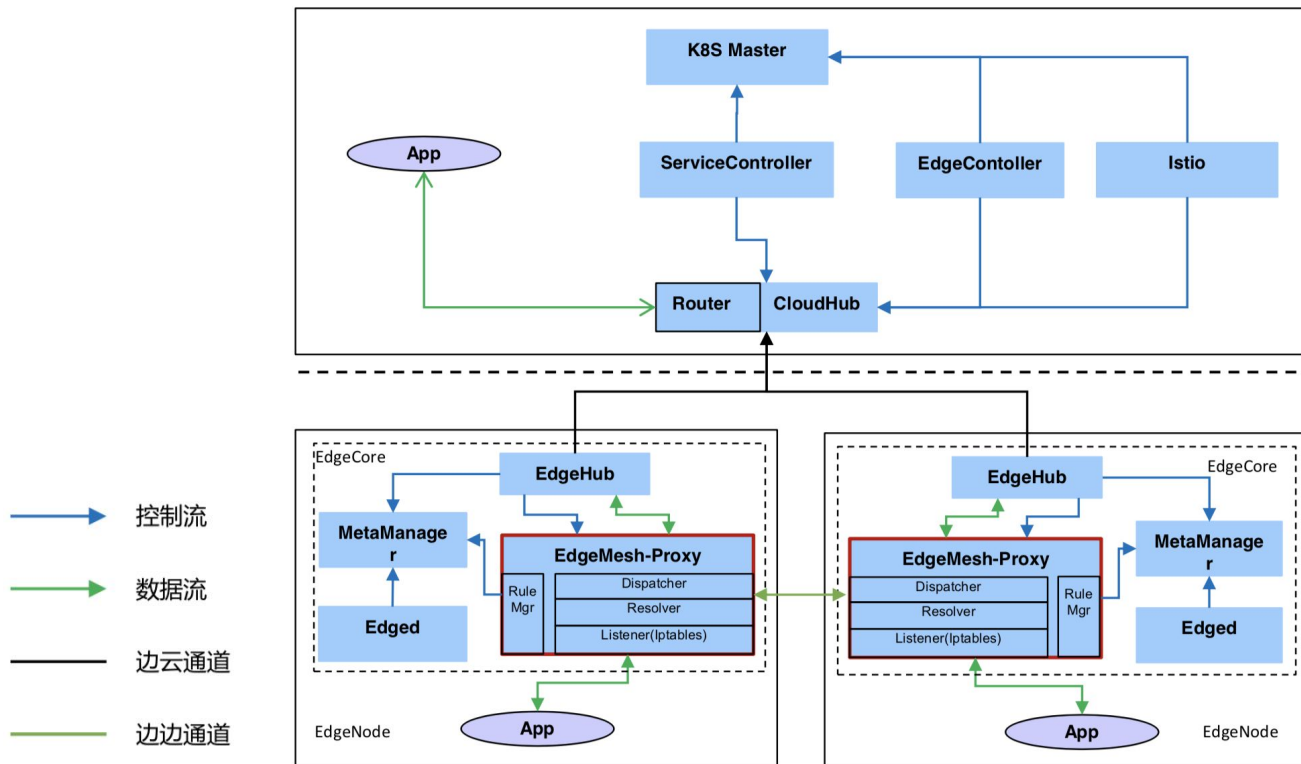 K8S Master
App
ServiceController
EdgeContoller
Istio
Router
CloudHub
EdgeCore
EdgeHub
MetaManage
r
EdgeMesh-Proxy
Rule
Mgr
Dispatcher
Resolver
Listener(Iptables)
Edged
App
EdgeNode
EdgeHub
EdgeCore
EdgeMesh-Proxy
Dispatcher
Resolver
Listener(Iptables)
Rule
Mgr
MetaManage
r
Edged
App
EdgeNode
控制流
数据流
边云通道
边边通道